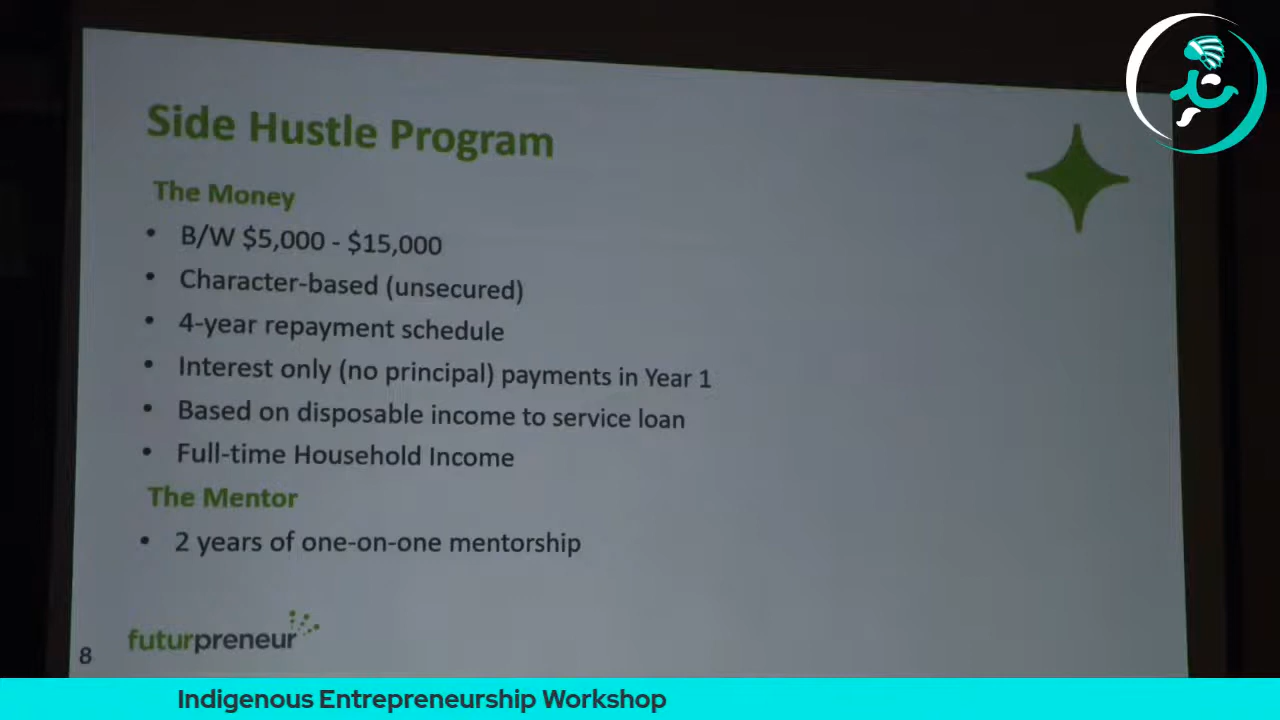 Side Hustle Program
The Money
• B/W $5,000 - $15,000
• Character-based (unsecured)
• 4-year repayment schedule
• Interest only (no principal) payments in Year 1
• Based on disposable income to service loan
• Full-time Household Income
The Mentor
• 2 years of one-on-one mentorship
futurpreneur
8
Indigenous Entrepreneurship Workshop